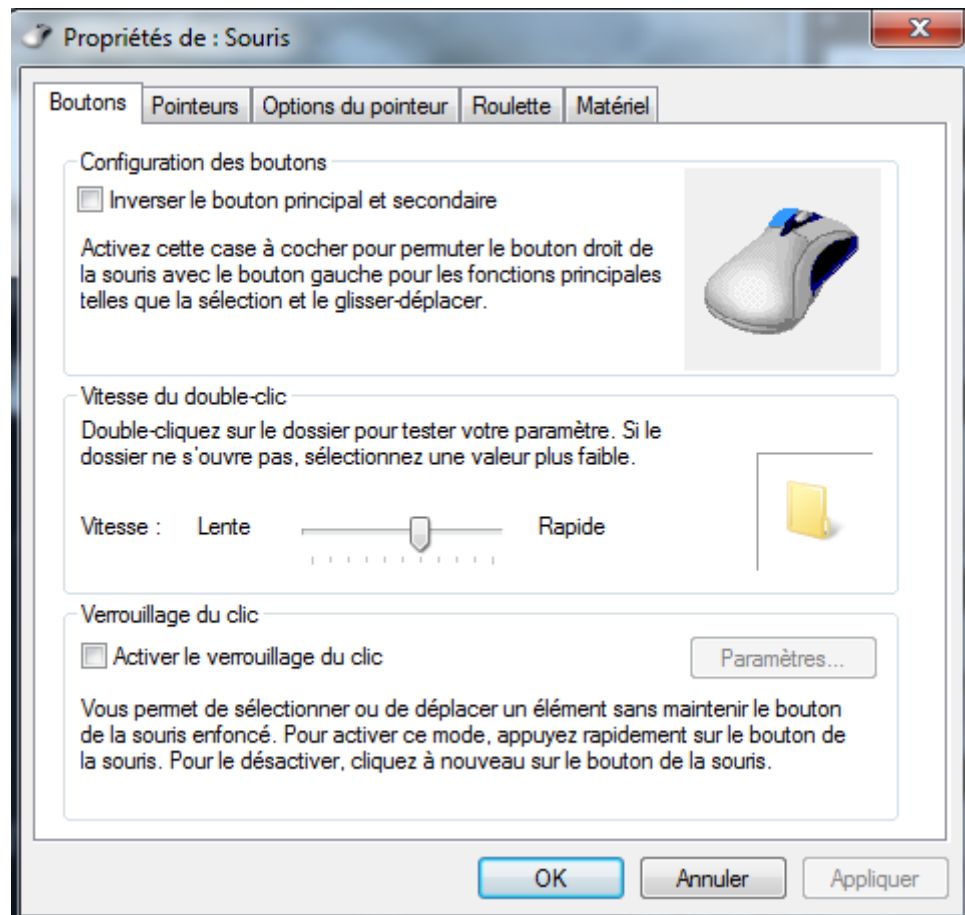 Propriétés de : Souris
Boutons
Pointeurs
Options du pointeur
Roulette
Matériel
Configuration des boutons
Inverser le bouton principal et secondaire
Activez cette case à cocher pour permuter le bouton droit de
la souris avec le bouton gauche pour les fonctions principales
telles que la sélection et le glisser-déplacer.
Vitesse du double-clic
Double-cliquez sur le dossier pour tester votre paramètre. Si le
dossier ne s'ouvre pas, sélectionnez une valeur plus faible.
Vitesse : Lente Rapide
Verrouillage du clic
Activer le verrouillage du clic
Paramètres...
Vous permet de sélectionner ou de déplacer un élément sans maintenir le bouton
de la souris enfoncé. Pour activer ce mode, appuyez rapidement sur le bouton de
la souris. Pour le désactiver, cliquez à nouveau sur le bouton de la souris.
OK
Annuler
Appliquer